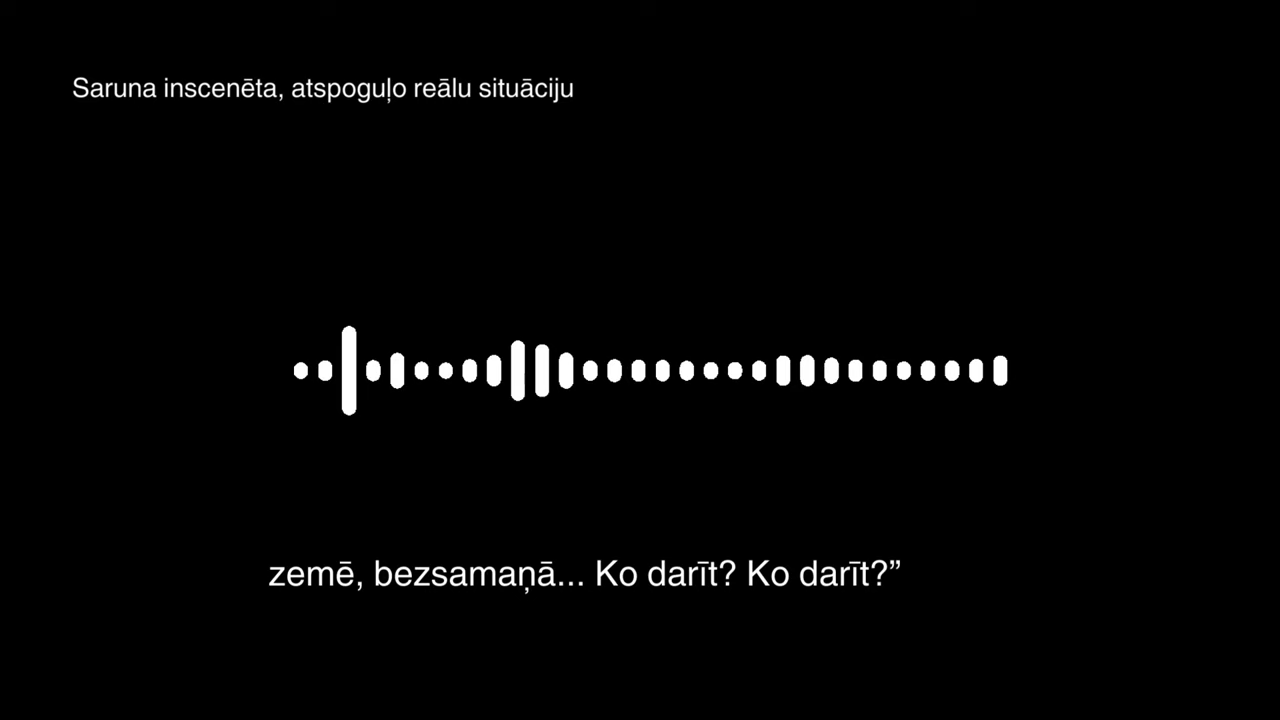 Saruna inscenēta, atspoguļo reālu situāciju
zemē, bezsamaņā... Ko darīt? Ko darīt?”